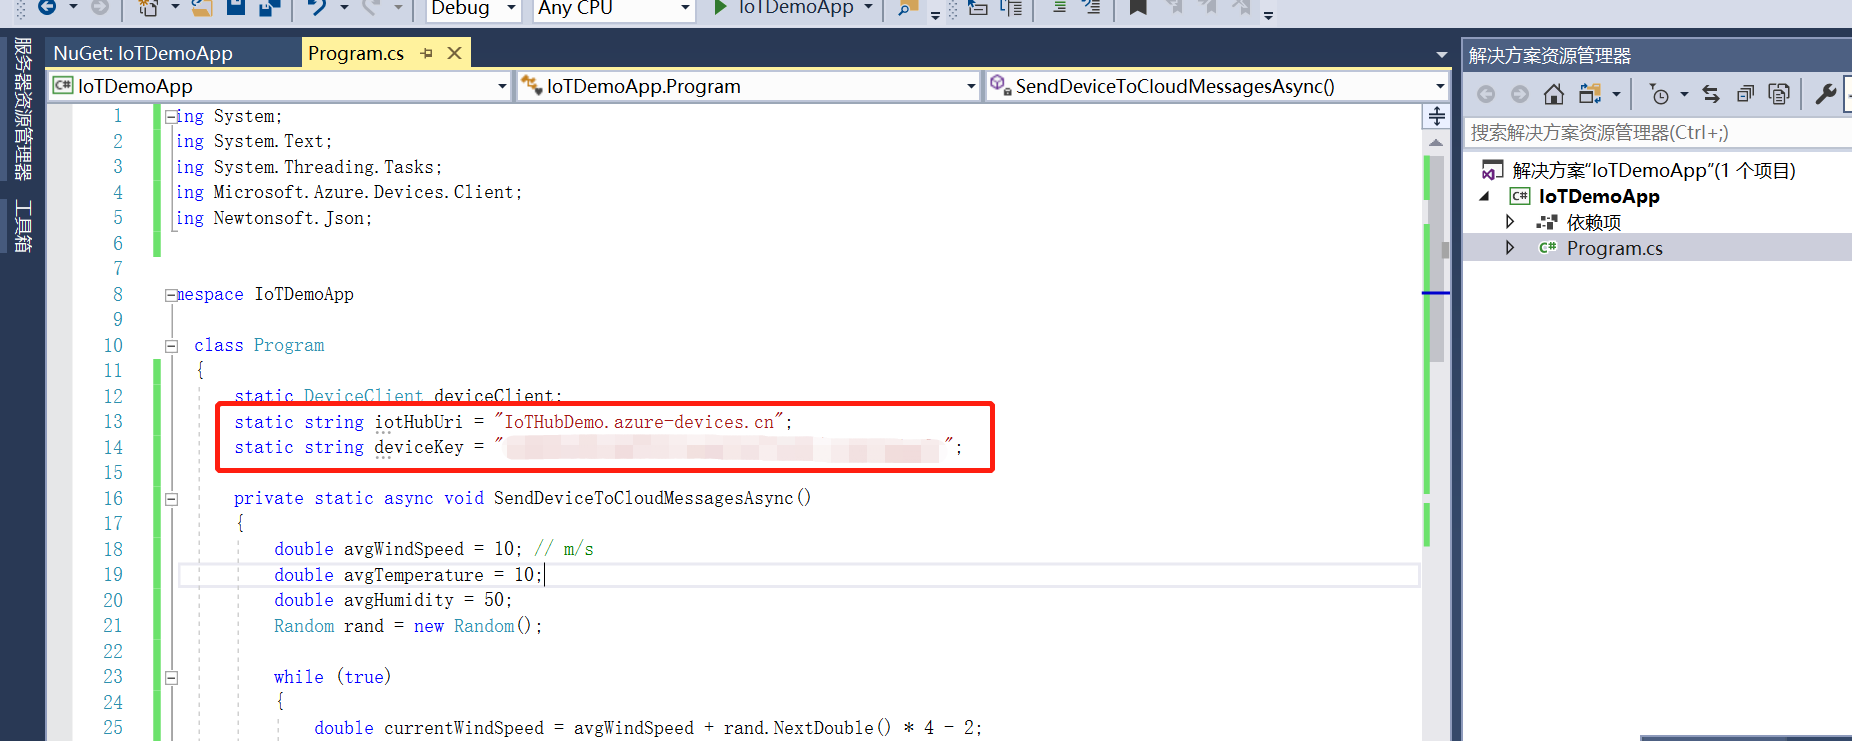 Debug
Any CPU
IoTDemoApp
服务器资源管理器
工具箱
NuGet: IoTDemoApp
Program.cs
C# IoTDemoApp
IoTDemoApp.Program
SendDeviceToCloudMessagesAsync()
1 ing System;
2 ing System.Text;
3 ing System.Threading.Tasks;
4 ing Microsoft.Azure.Devices.Client;
5 ing Newtonsoft.Json;
6
7
8 mespace IoTDemoApp
9
10 class Program
11 {
12 static DeviceClient deviceClient;
13 static string iotHubUri = "IoTHubDemo.azure-devices.cn";
14 static string deviceKey = " ";
15
16 private static async void SendDeviceToCloudMessagesAsync()
17 {
18 double avgWindSpeed = 10; // m/s
19 double avgTemperature = 10;
20 double avgHumidity = 50;
21 Random rand = new Random();
22
23 while (true)
24 {
25 double currentWindSpeed = avgWindSpeed + rand.NextDouble() * 4 - 2;
解决方案资源管理器
搜索解决方案资源管理器(Ctrl+;)
解决方案"IoTDemoApp"(1 个项目)
C# IoTDemoApp
依赖项
C# Program.cs